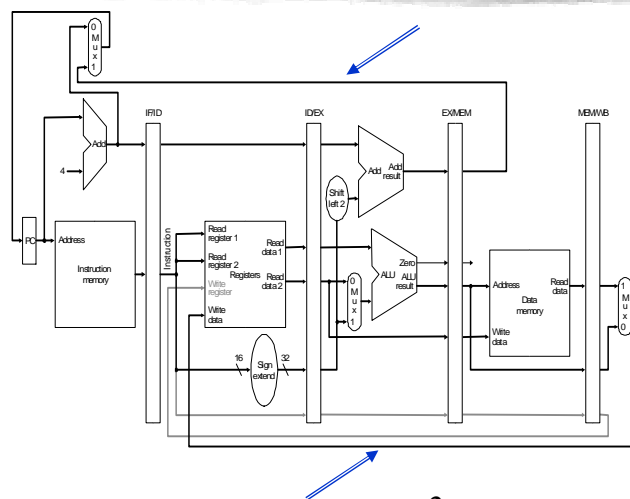 0
M
u
x
1
IF/ID
ID/EX
EX/MEM
MEM/WB
Add
4
Add
Add
result
Shift
left 2
PC
Address
Instruction
memory
Instruction
Read
register 1
Read
register 2
Registers
Write
register
Write
data
Read
data 1
Read
data 2
0
M
u
x
1
Zero
ALU
ALU
result
Address
Read
data
Data
memory
Write
data
1
M
u
x
0
16
Sign
extend
32